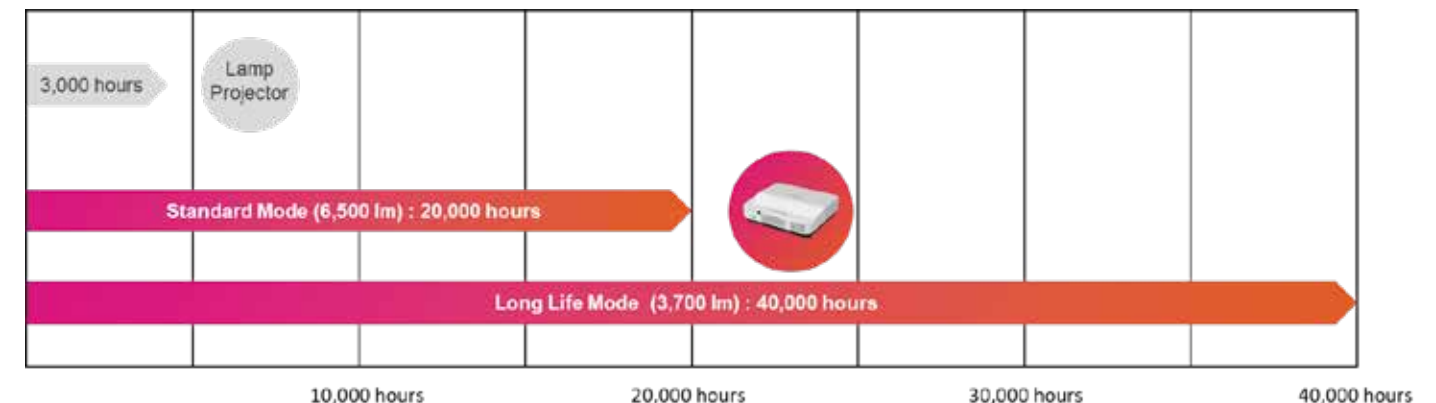 3,000 hours
Lamp
Projector
Standard Mode (6,500 lm) : 20,000 hours
Long Life Mode (3,700 lm) : 40,000 hours
10,000 hours
20,000 hours
30,000 hours
40,000 hours